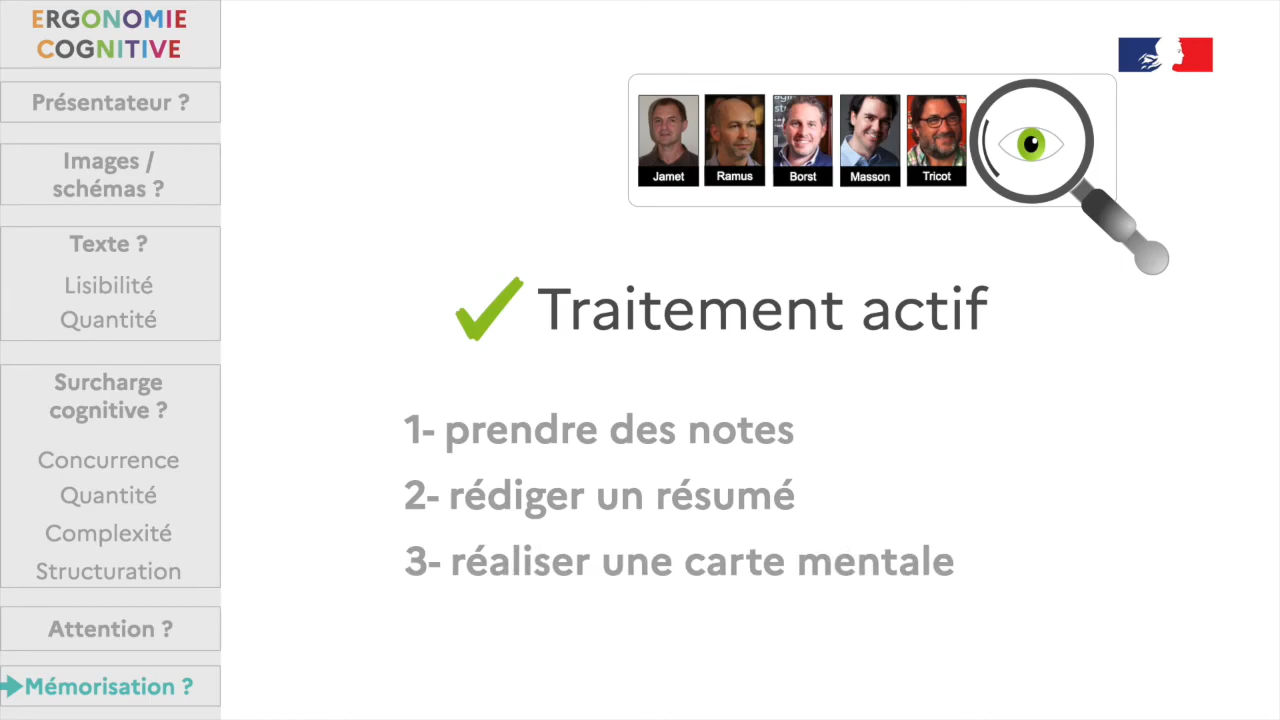 ERGONOMIE
COGNITIVE
Présentateur ?
Images /
schémas ?
Texte ?
Lisibilité
Quantité
Surcharge
cognitive ?
Concurrence
Quantité
Complexité
Structuration
Attention ?
Mémorisation ?
Jamet
Ramus
Borst
Masson
Tricot
Traitement actif
1- prendre des notes
2- rédiger un résumé
3- réaliser une carte mentale